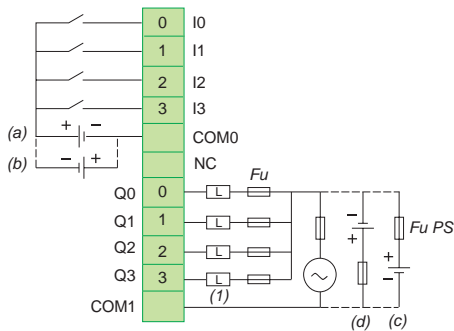 0 I0
1 I1
2 I2
3 I3
(a) + − COM0
(b) − + NC
Q0 0 L Fu
Q1 1 L
Q2 2 L − + Fu PS
Q3 3 L ~ + −
(1) (d) (c)
COM1